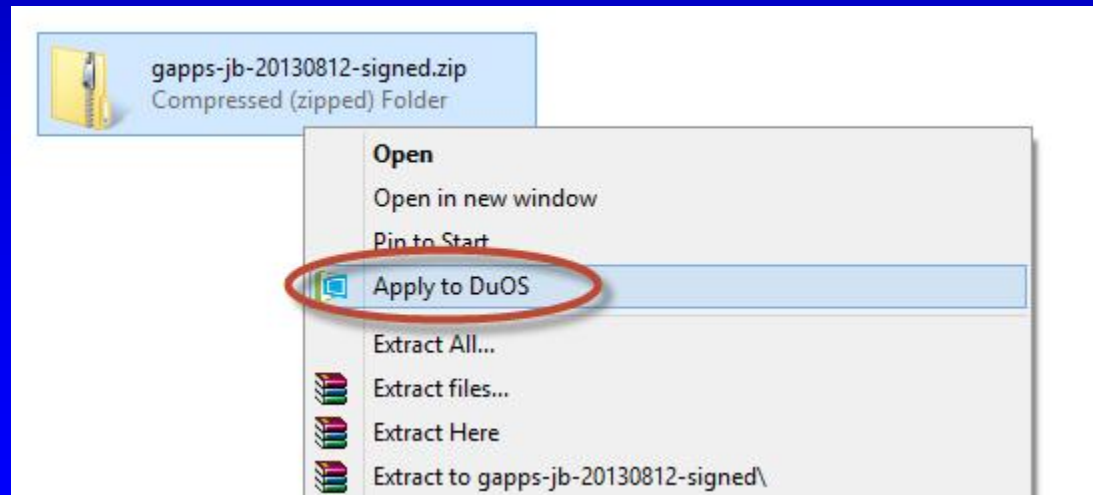 gapps-jb-20130812-signed.zip
Compressed (zipped) Folder
Open
Open in new window
Pin to Start
Apply to DuOS
Extract All...
Extract files...
Extract Here
Extract to gapps-jb-20130812-signed\